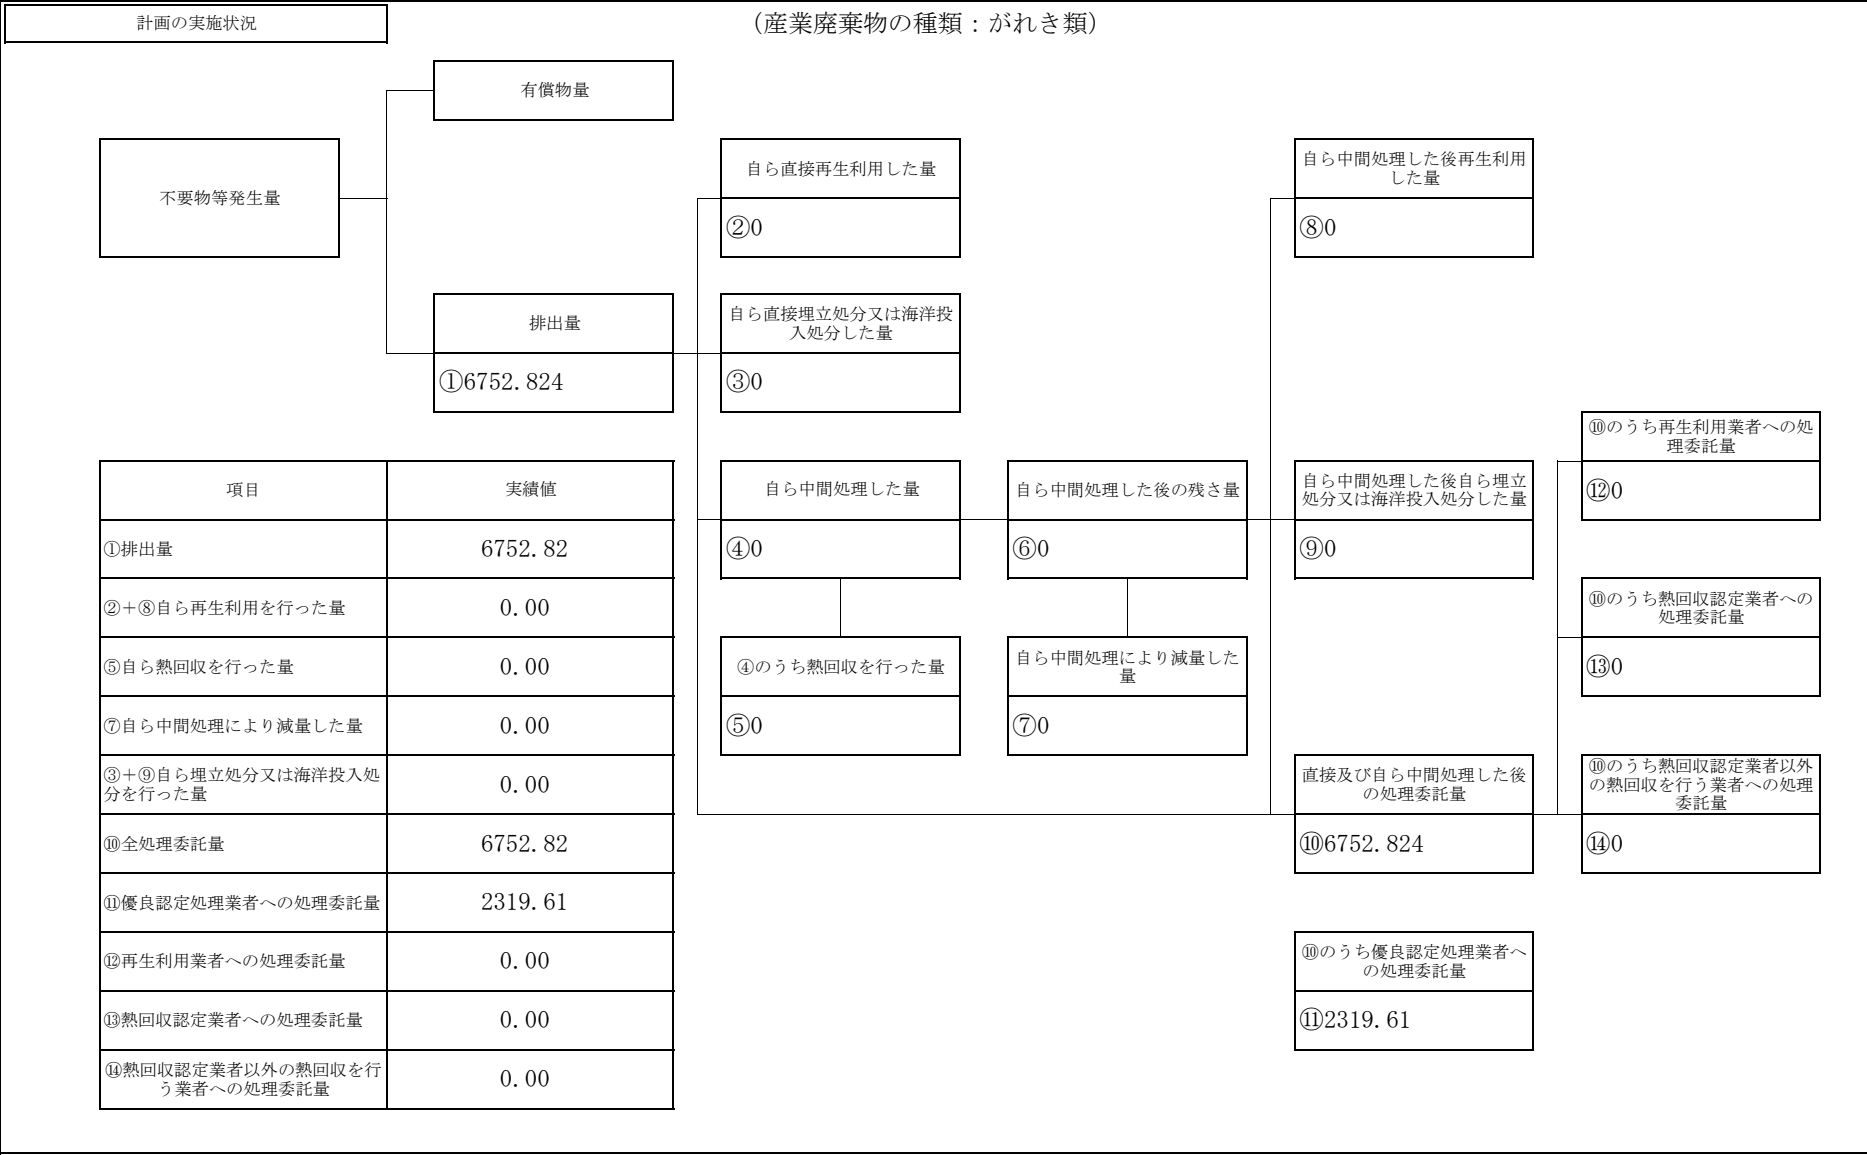 計画の実施状況
（産業廃棄物の種類：がれき類）
有償物量
不要物等発生量
自ら直接再生利用した量
②0
自ら中間処理した後再生利用
した量
⑧0
排出量
①6752.824
自ら直接埋立処分又は海洋投
入処分した量
③0
⑩のうち再生利用業者への処
理委託量
⑫0
自ら中間処理した量
④0
自ら中間処理した後の残さ量
⑥0
自ら中間処理した後自ら埋立
処分又は海洋投入処分した量
⑨0
⑩のうち熱回収認定業者への
処理委託量
⑬0
④のうち熱回収を行った量
⑤0
自ら中間処理により減量した
量
⑦0
直接及び自ら中間処理した後
の処理委託量
⑩6752.824
⑩のうち熱回収認定業者以外
の熱回収を行う業者への処理
委託量
⑭0
⑩のうち優良認定処理業者へ
の処理委託量
⑪2319.61
項目 実績値
①排出量 6752.82
②＋⑧自ら再生利用を行った量 0.00
⑤自ら熱回収を行った量 0.00
⑦自ら中間処理により減量した量 0.00
③＋⑨自ら埋立処分又は海洋投入処
分を行った量 0.00
⑩全処理委託量 6752.82
⑪優良認定処理業者への処理委託量 2319.61
⑫再生利用業者への処理委託量 0.00
⑬熱回収認定業者への処理委託量 0.00
⑭熱回収認定業者以外の熱回収を行
う業者への処理委託量 0.00